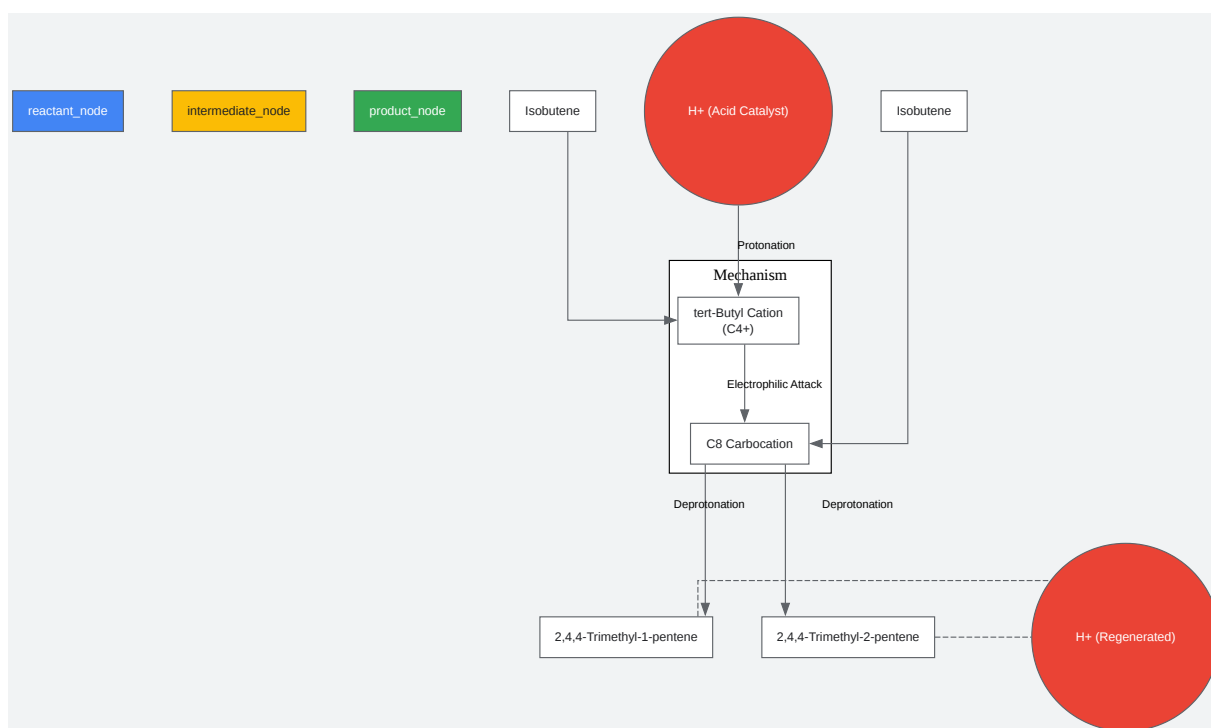 reactant_node
intermediate_node
product_node
Isobutene
H+ (Acid Catalyst)
Isobutene
Protonation
Mechanism
tert-Butyl Cation
(C4+)
Electrophilic Attack
C8 Carbocation
Deprotonation
Deprotonation
2,4,4-Trimethyl-1-pentene
2,4,4-Trimethyl-2-pentene
H+ (Regenerated)